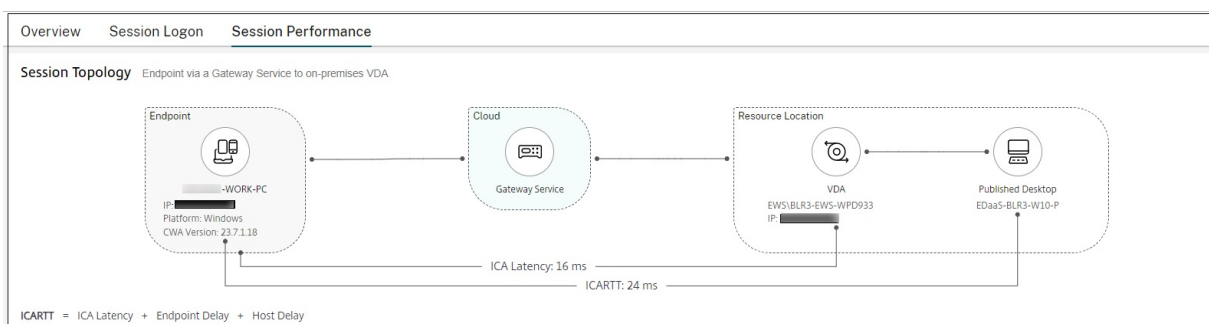 Overview Session Logon Session Performance
Session Topology Endpoint via a Gateway Service to on-premises VDA
Endpoint
Cloud
Resource Location
-WORK-PC
IP:
Platform: Windows
CWA Version: 23.7.1.18
Gateway Service
VDA
EWS\BLR3-EWS-WPD933
IP:
Published Desktop
EDaaS-BLR3-W10-P
ICA Latency: 16 ms
ICARTT: 24 ms
ICARTT = ICA Latency + Endpoint Delay + Host Delay